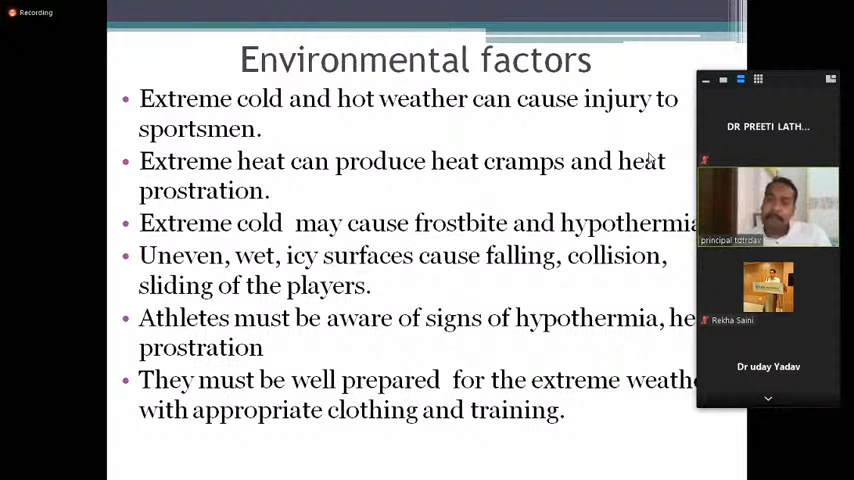 Recording
Environmental factors
• Extreme cold and hot weather can cause injury to
sportsmen.
• Extreme heat can produce heat cramps and heat
prostration.
• Extreme cold may cause frostbite and hypothermia
• Uneven, wet, icy surfaces cause falling, collision,
sliding of the players.
• Athletes must be aware of signs of hypothermia, he
prostration
• They must be well prepared for the extreme weathe
with appropriate clothing and training.
DR PREETI LATH...
principal tdtrdav
Rekha Saini
Dr uday Yadav